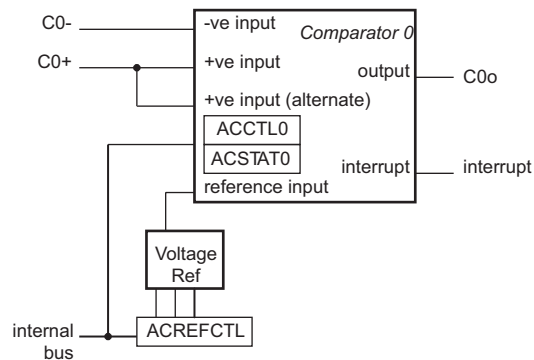 C0-
-ve input
Comparator 0
C0+
+ve input
output
C0o
+ve input (alternate)
ACCTL0
ACSTAT0
interrupt
interrupt
reference input
Voltage
Ref
internal
bus
ACREFCTL